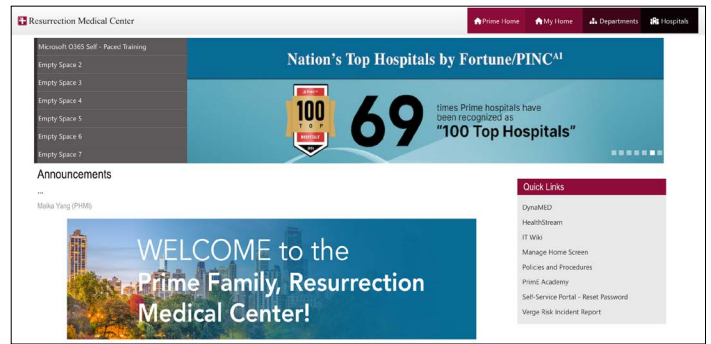 Resurrection Medical Center
Prime Home
My Home
Departments
Hospitals
Microsoft O365 Self - Paced Training
Empty Space 2
Empty Space 3
Empty Space 4
Empty Space 5
Empty Space 6
Empty Space 7
Nation's Top Hospitals by Fortune/PINC AI
100
TOP
69
times Prime hospitals have
been recognized as
"100 Top Hospitals"
Announcements
...
Maika Yang (PHMI)
WELCOME to the
Prime Family, Resurrection
Medical Center!
Quick Links
DynaMED
HealthStream
IT Wiki
Manage Home Screen
Policies and Procedures
PrimE Academy
Self-Service Portal - Reset Password
Verge Risk Incident Report